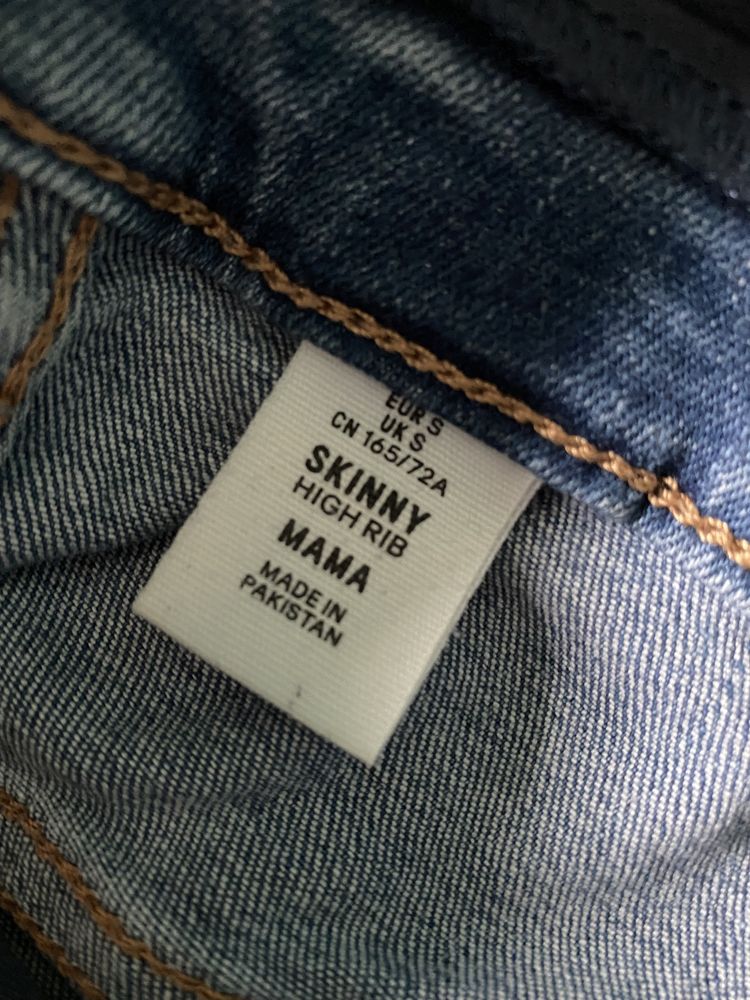 EUR S
UK S
CN 165/72A
SKINNY
HIGH RIB
MAMA
MADE IN
PAKISTAN